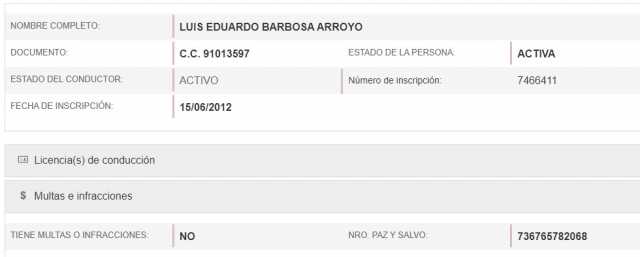 NOMBRE COMPLETO: LUIS EDUARDO BARBOSA ARROYO
DOCUMENTO: C.C. 91013597 ESTADO DE LA PERSONA: ACTIVA
ESTADO DEL CONDUCTOR: ACTIVO Número de inscripción: 7466411
FECHA DE INSCRIPCIÓN: 15/06/2012
Licencia(s) de conducción
$ Multas e infracciones
TIENE MULTAS O INFRACCIONES: NO NRO. PAZ Y SALVO: 736765782068